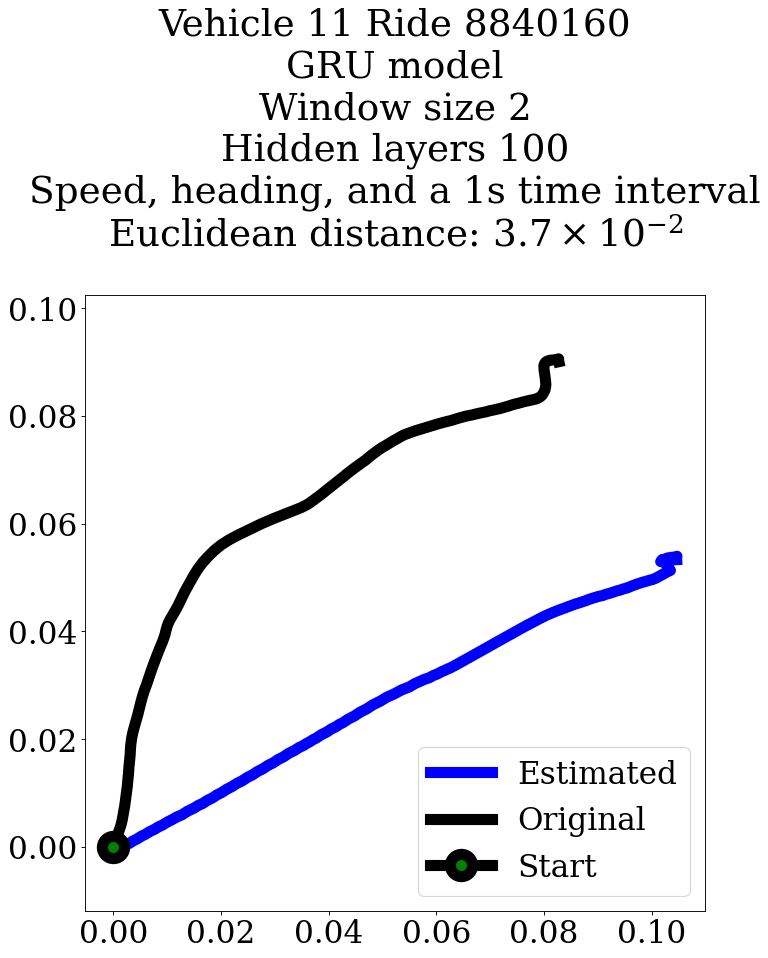 Vehicle 11 Ride 8840160
GRU model
Window size 2
Hidden layers 100
Speed, heading, and a 1s time interval
Euclidean distance: 3.7 × 10⁻²
0.10
0.08
0.06
0.04
0.02
0.00
Estimated
Original
Start
0.00 0.02 0.04 0.06 0.08 0.10